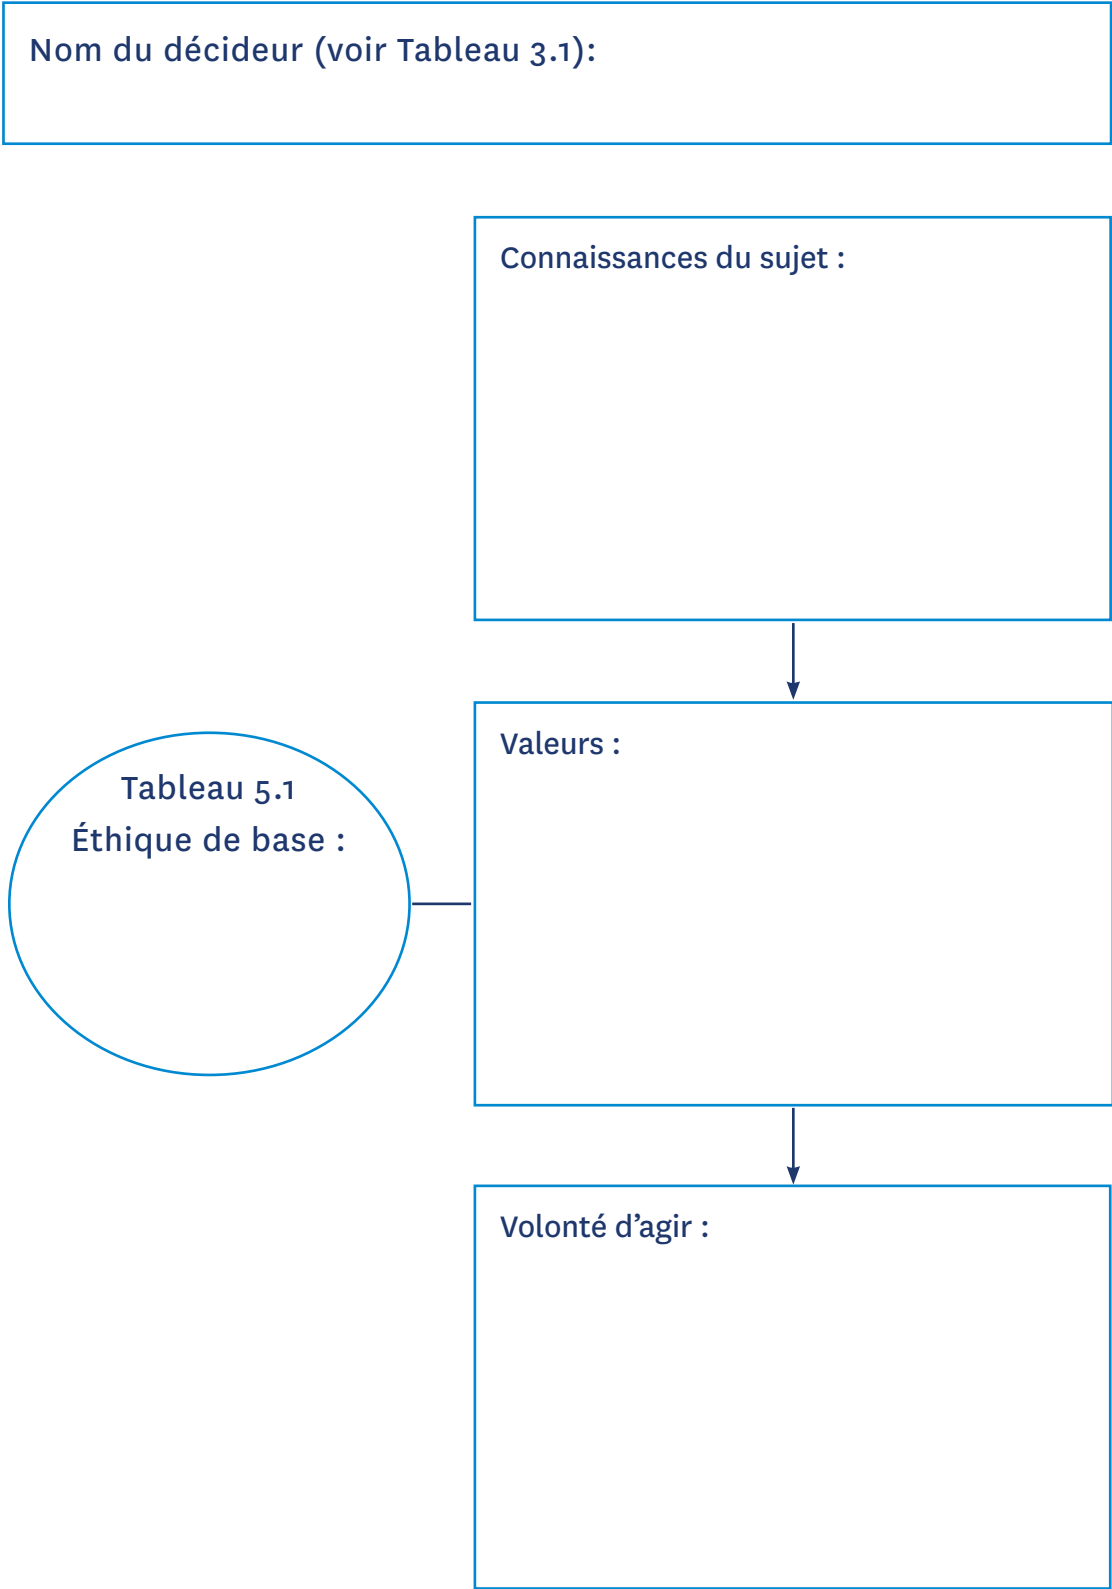 Nom du décideur (voir Tableau 3.1):
Connaissances du sujet :
Valeurs :
Tableau 5.1
Éthique de base :
Volonté d’agir :